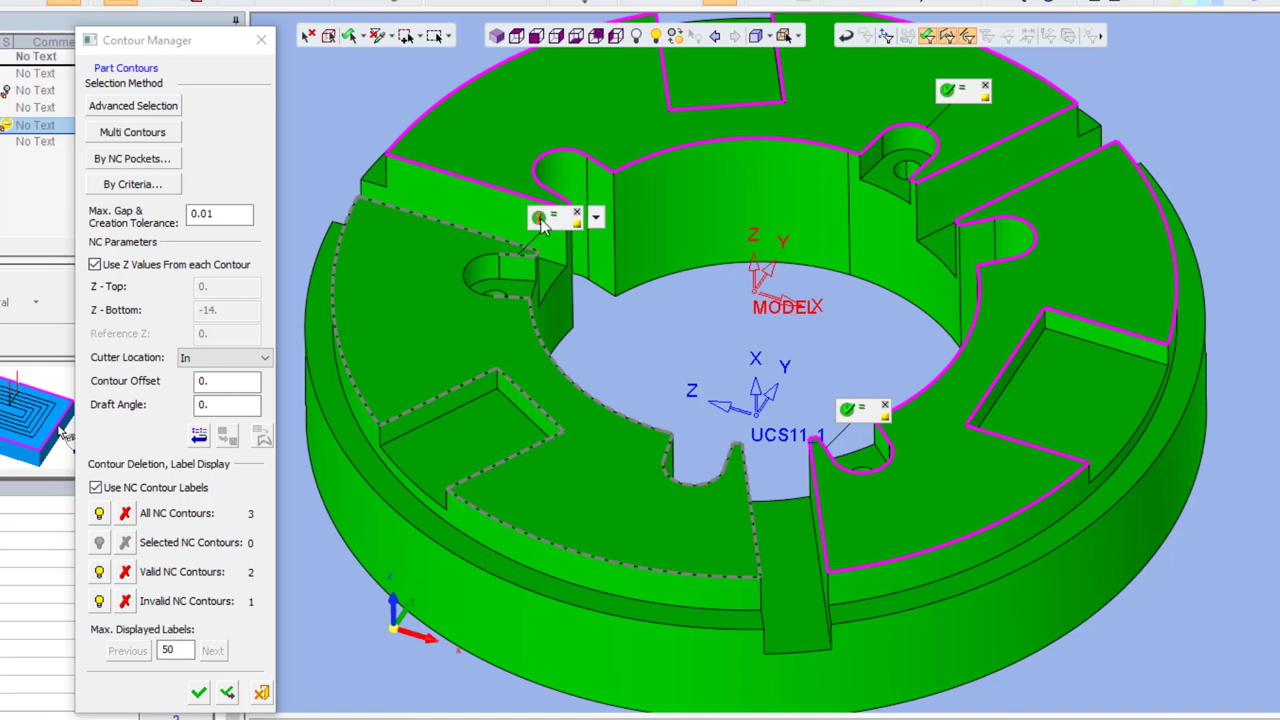 S Comme
No Text
No Text
No Text
No Text
No Text
No Text
Contour Manager
Part Contours
Selection Method
Advanced Selection
Multi Contours
By NC Pockets...
By Criteria...
Max. Gap &
Creation Tolerance: 0.01
NC Parameters
Use Z Values From each Contour
Z - Top: 0.
Z - Bottom: -14.
Reference Z: 0.
Cutter Location: In
Contour Offset 0.
Draft Angle: 0.
Contour Deletion, Label Display
Use NC Contour Labels
All NC Contours: 3
Selected NC Contours: 0
Valid NC Contours: 2
Invalid NC Contours: 1
Max. Displayed Labels:
Previous 50 Next
=
=
=
Z Y
X
MODEL
X Y
Z
UCS11_1
z
x